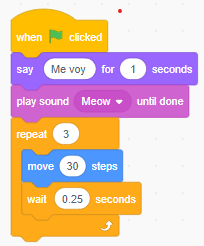 when clicked
say Me voy for 1 seconds
play sound Meow until done
repeat 3
move 30 steps
wait 0.25 seconds